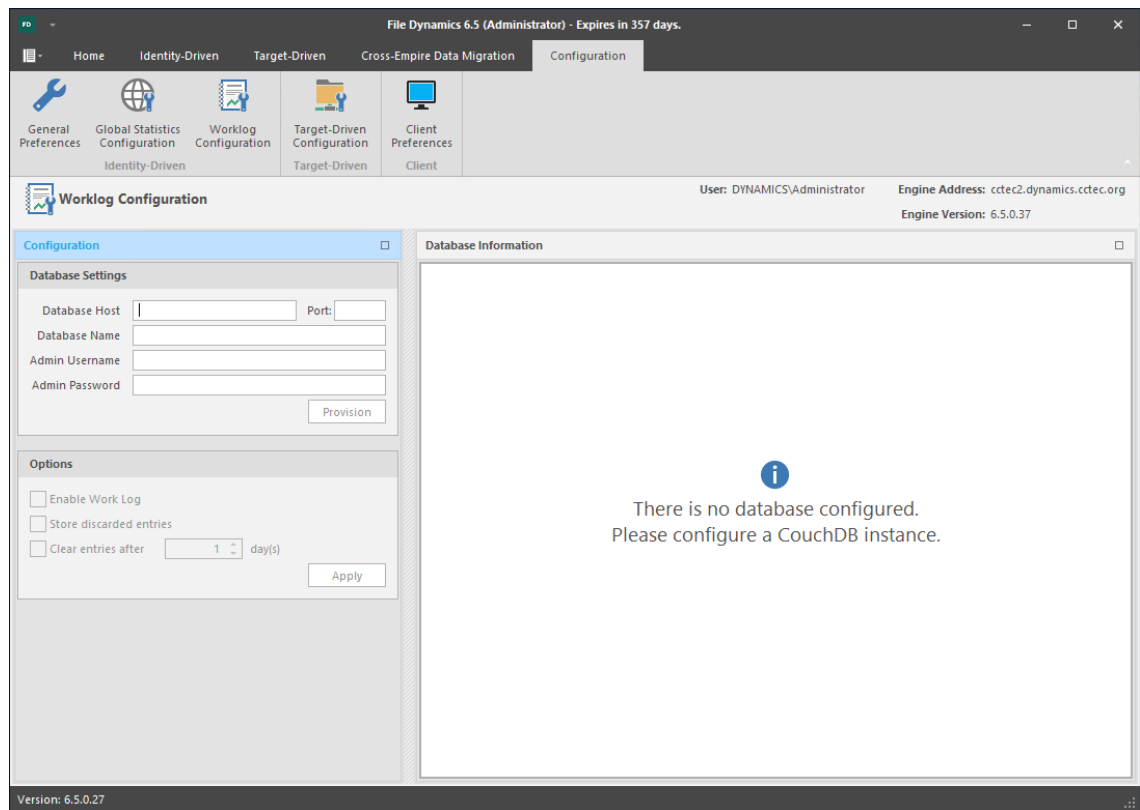 FD
File Dynamics 6.5 (Administrator) - Expires in 357 days.
Home Identity-Driven Target-Driven Cross-Empire Data Migration Configuration
General Preferences
Global Statistics Configuration
Worklog Configuration
Target-Driven Configuration
Client Preferences
Identity-Driven Target-Driven Client
Worklog Configuration
User: DYNAMICS\Administrator Engine Address: cctec2.dynamics.cctec.org
Engine Version: 6.5.0.37
Configuration
Database Settings
Database Host Port:
Database Name
Admin Username
Admin Password
Provision
Options
Enable Work Log
Store discarded entries
Clear entries after 1 day(s)
Apply
Database Information
i
There is no database configured.
Please configure a CouchDB instance.
Version: 6.5.0.27